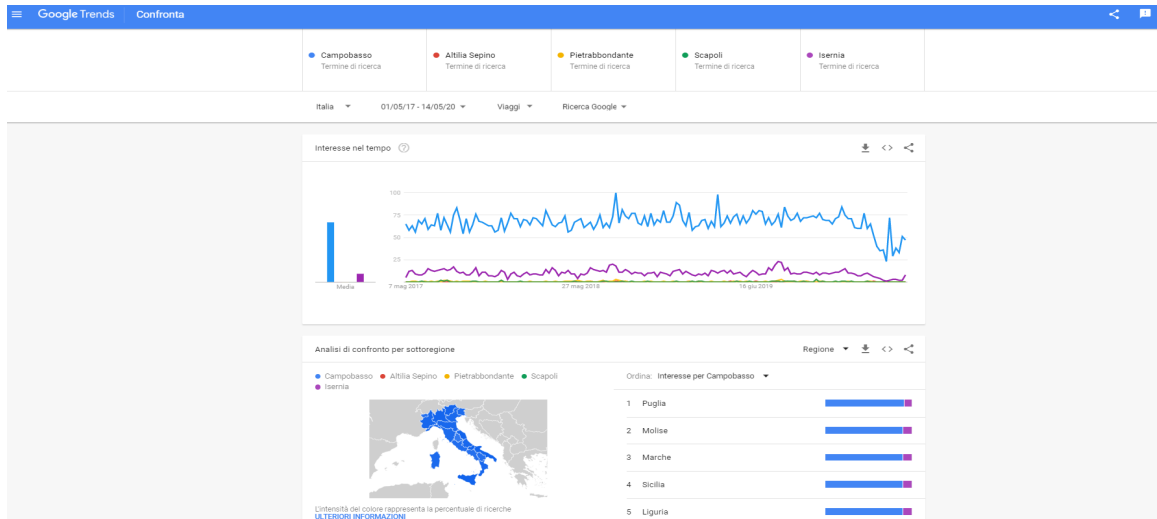 Google Trends Confronta
Campobasso
Termine di ricerca
Altilia Sepino
Termine di ricerca
Pietrabbondante
Termine di ricerca
Scapoli
Termine di ricerca
Isernia
Termine di ricerca
Italia 01/05/17 - 14/05/20 Viaggi Ricerca Google
Interesse nel tempo ?
100
75
50
25
Media
7 mag 2017 27 mag 2018 16 giu 2019
Analisi di confronto per sottoregione Regione
Campobasso Altilia Sepino Pietrabbondante Scapoli
Isernia
L'intensità del colore rappresenta la percentuale di ricerche
ULTERIORI INFORMAZIONI
Ordina: Interesse per Campobasso
1 Puglia
2 Molise
3 Marche
4 Sicilia
5 Liguria